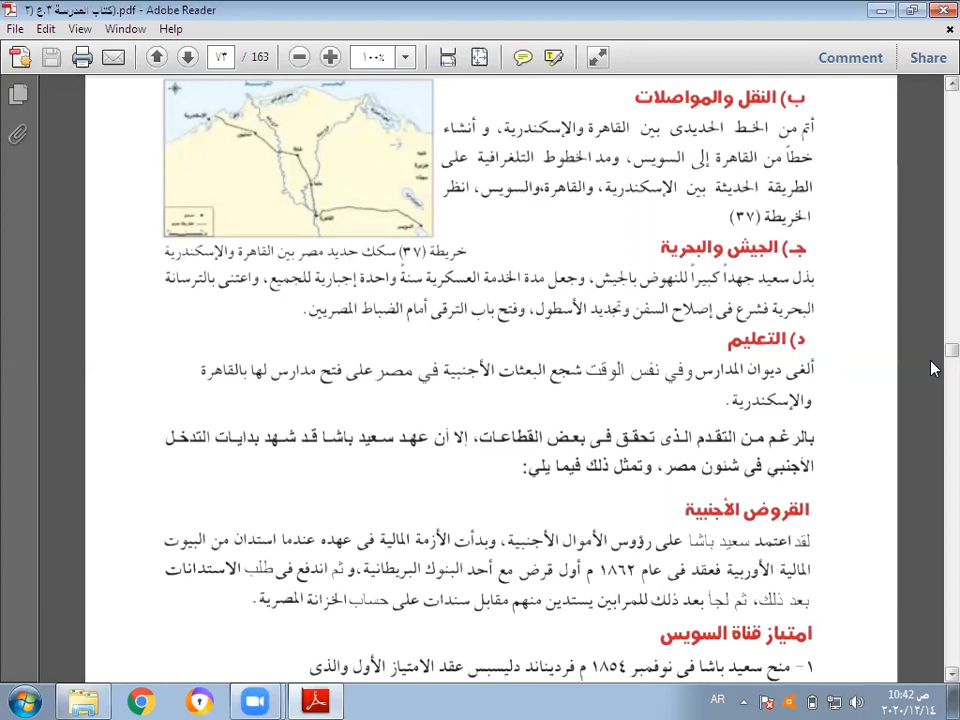 كتاب المدرسة ٣.ع ٢).pdf - Adobe Reader
File Edit View Window Help
٧٣ / 163 ١٠٠% Comment Share
ب) النقل والمواصلات
أتم من الخط الحديدى بين القاهرة والإسكندرية، و أنشاء
خطاً من القاهرة إلى السويس، ومد الخطوط التلغرافية على
الطريقة الحديثة بين الإسكندرية، والقاهرة،والسويس، انظر
الخريطة (٣٧)
خريطة (٣٧) سكك حديد مصر بين القاهرة والإسكندرية
جـ) الجيش والبحرية
بذل سعيد جهداً كبيراً للنهوض بالجيش، وجعل مدة الخدمة العسكرية سنةً واحدة إجبارية للجميع، واعتنى بالترسانة
البحرية فشرع فى إصلاح السفن وتجديد الأسطول، وفتح باب الترقى أمام الضباط المصريين.
د) التعليم
ألغى ديوان المدارس وفي نفس الوقت شجع البعثات الأجنبية في مصر على فتح مدارس لها بالقاهرة
والإسكندرية.
بالرغم من التقدم الذى تحقق فى بعض القطاعات، إلا أن عهد سعيد باشا قد شهد بدايات التدخل
الأجنبي في شئون مصر، وتمثل ذلك فيما يلي:
القروض الأجنبية
لقد اعتمد سعيد باشا على رؤوس الأموال الأجنبية، وبدأت الأزمة المالية فى عهده عندما استدان من البيوت
المالية الأوربية فعقد فى عام ١٨٦٢ م أول قرض مع أحد البنوك البريطانية،و ثم اندفع فى طلب الاستدانات
بعد ذلك، ثم لجأ بعد ذلك للمرابين يستدين منهم مقابل سندات على حساب الخزانة المصرية.
امتياز قناة السويس
١- منح سعيد باشا فى نوفمبر ١٨٥٤ م فرديناند دليسبس عقد الامتياز الأول والذى
AR
10:42 ص
٢٠٢٠/١٢/١٤